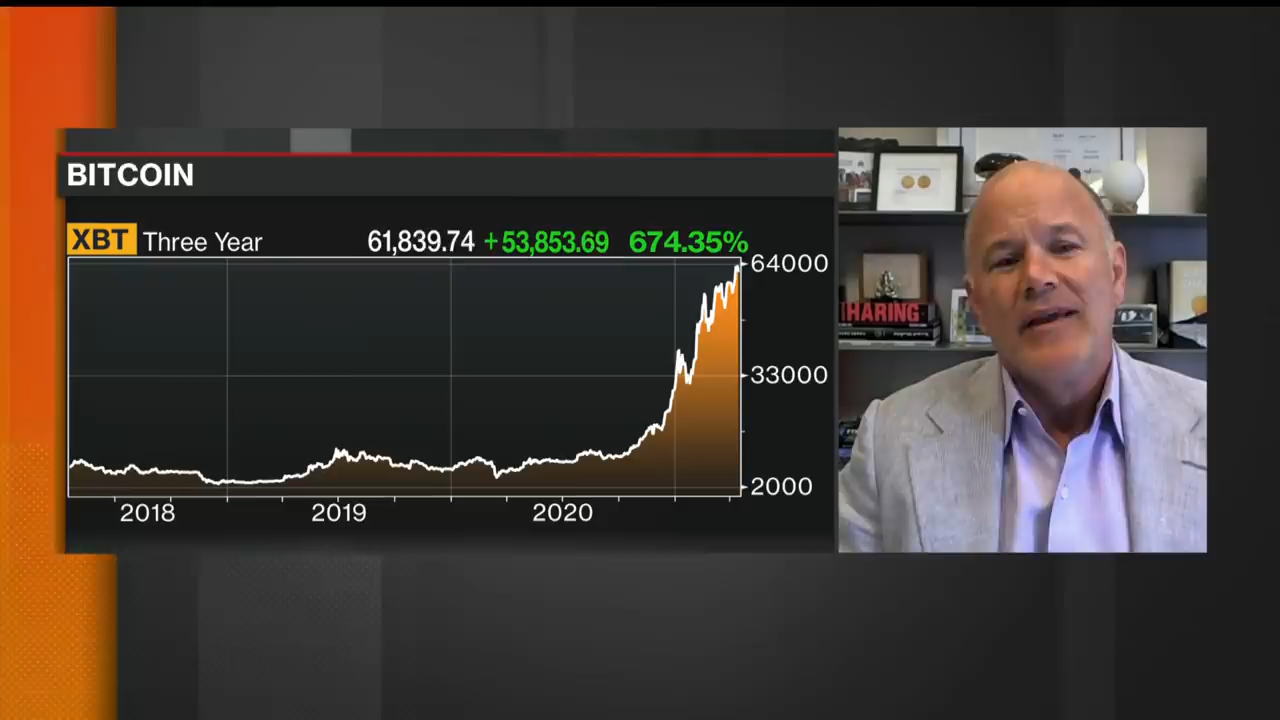 BITCOIN
XBT Three Year 61,839.74 +53,853.69 674.35%
64000
33000
2000
2018 2019 2020
HARING